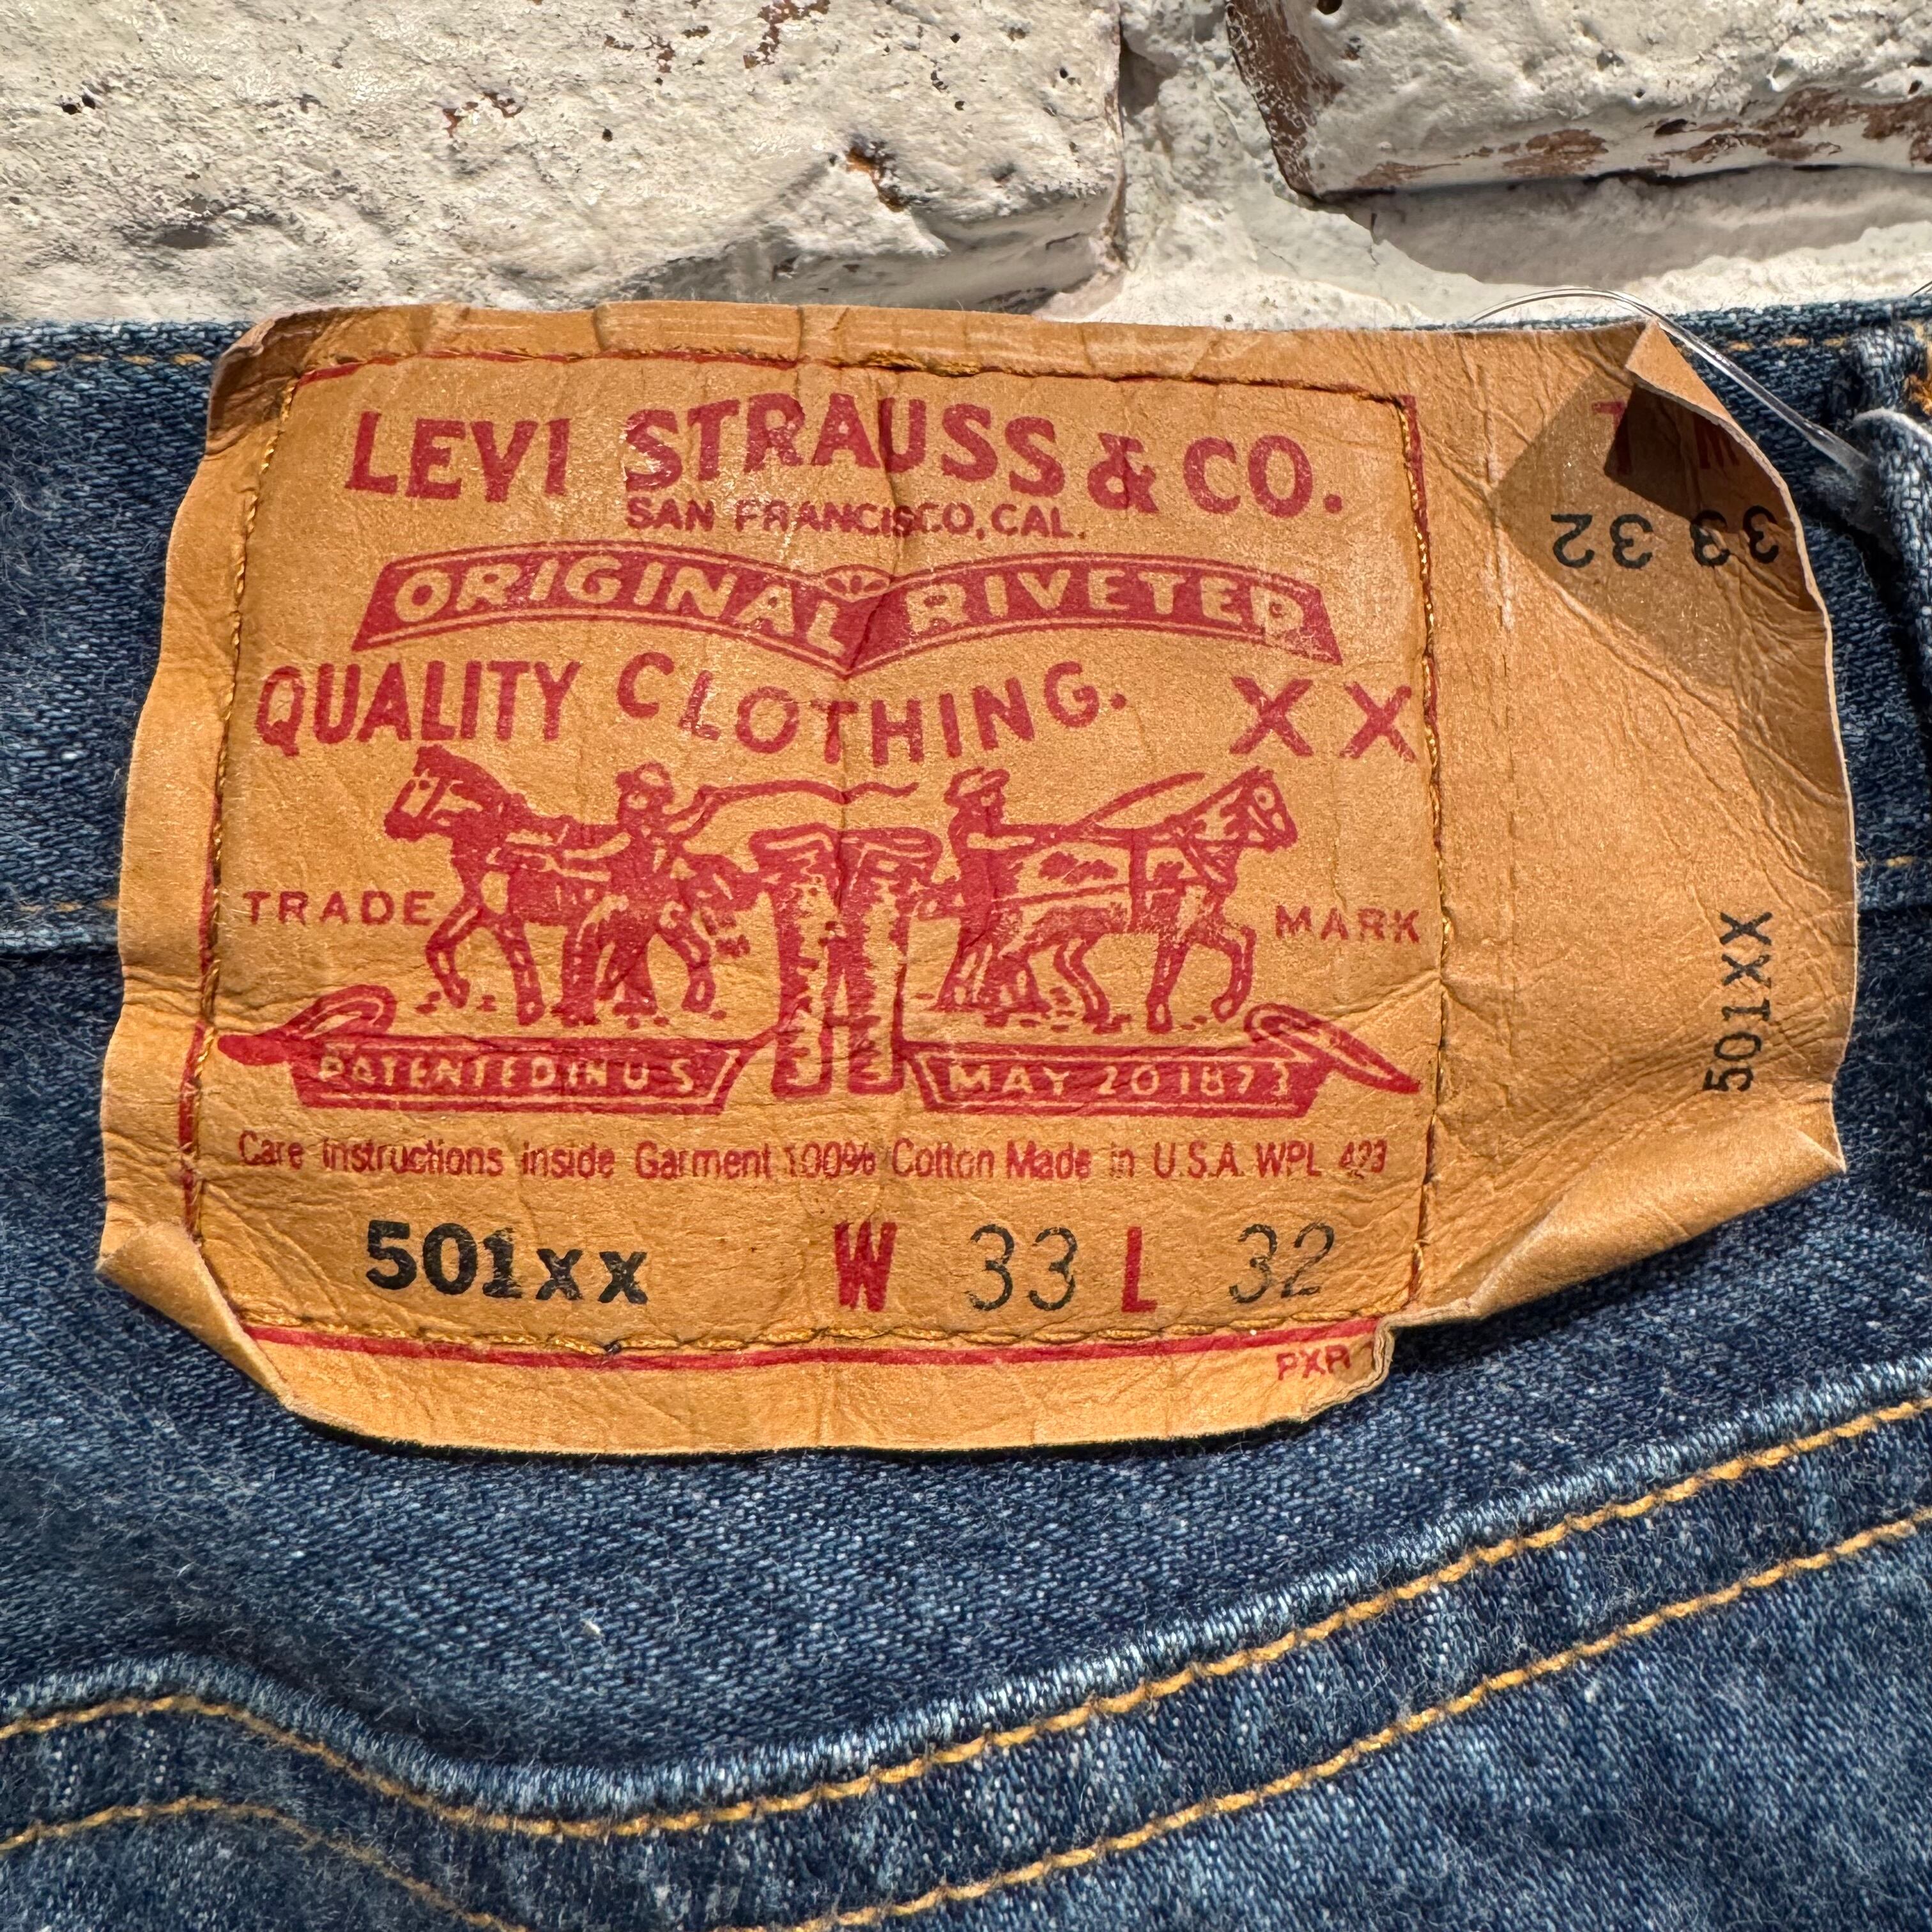 LEVI STRAUSS & CO.
SAN FRANCISCO, CAL.
ORIGINAL RIVETED
QUALITY CLOTHING. XX
TRADE MARK
PATENTED IN U S MAY 20 1873
Care instructions inside Garment 100% Cotton Made in U.S.A. WPL 423
501xx W 33 L 32
PXR
33 32
501XX